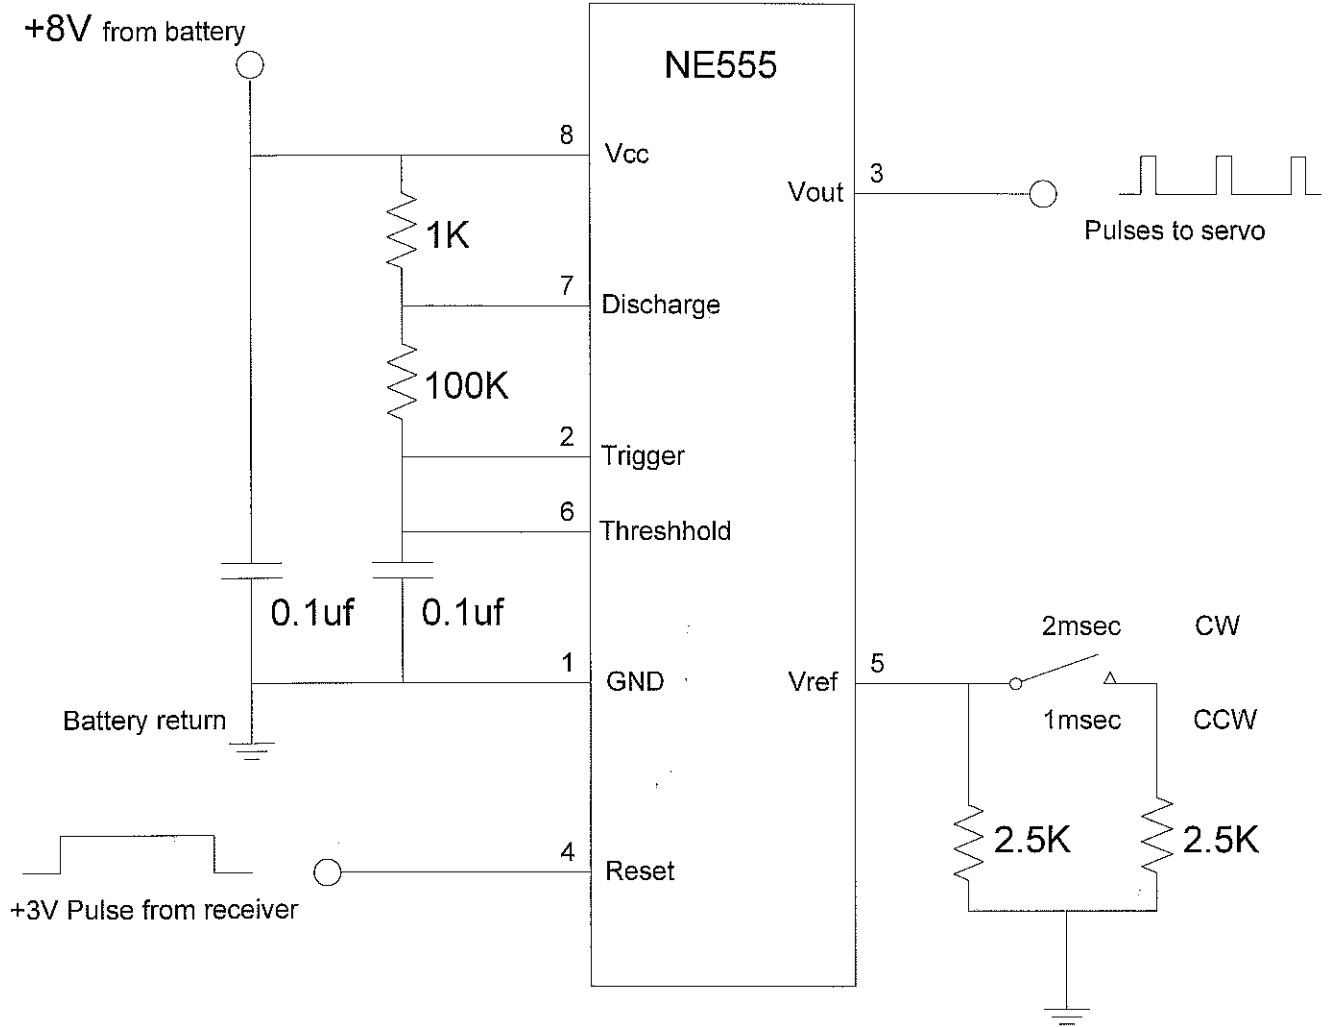 +8V from battery
NE555
8
Vcc
Vout
3
Pulses to servo
1K
7
Discharge
100K
2
Trigger
6
Threshhold
0.1uf
0.1uf
1
GND
Vref
5
2msec
CW
1msec
CCW
Battery return
2.5K
2.5K
4
Reset
+3V Pulse from receiver